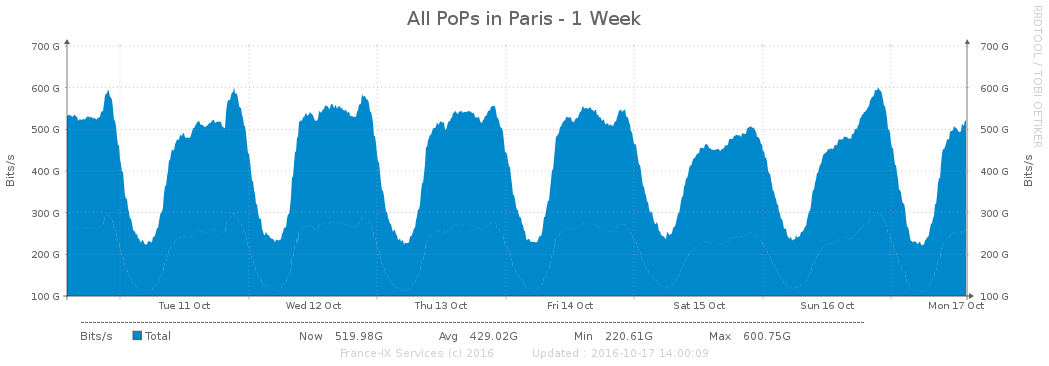 All PoPs in Paris - 1 Week
RRDTOOL / TOBI OETIKER
700 G 700 G
600 G 600 G
500 G 500 G
400 G 400 G
300 G 300 G
200 G 200 G
100 G 100 G
Bits/s
Bits/s
Tue 11 Oct Wed 12 Oct Thu 13 Oct Fri 14 Oct Sat 15 Oct Sun 16 Oct Mon 17 Oct
Bits/s Total Now 519.98G Avg 429.02G Min 220.61G Max 600.75G
France-IX Services (c) 2016 Updated : 2016-10-17 14:00:09